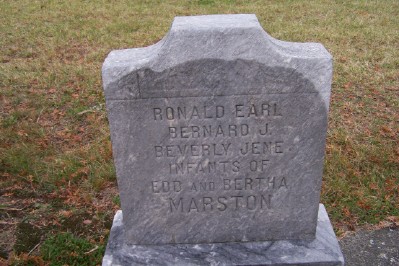 RONALD EARL
BERNARD J.
BEVERLY JENE
INFANTS OF
EDD AND BERTHA
MARSTON